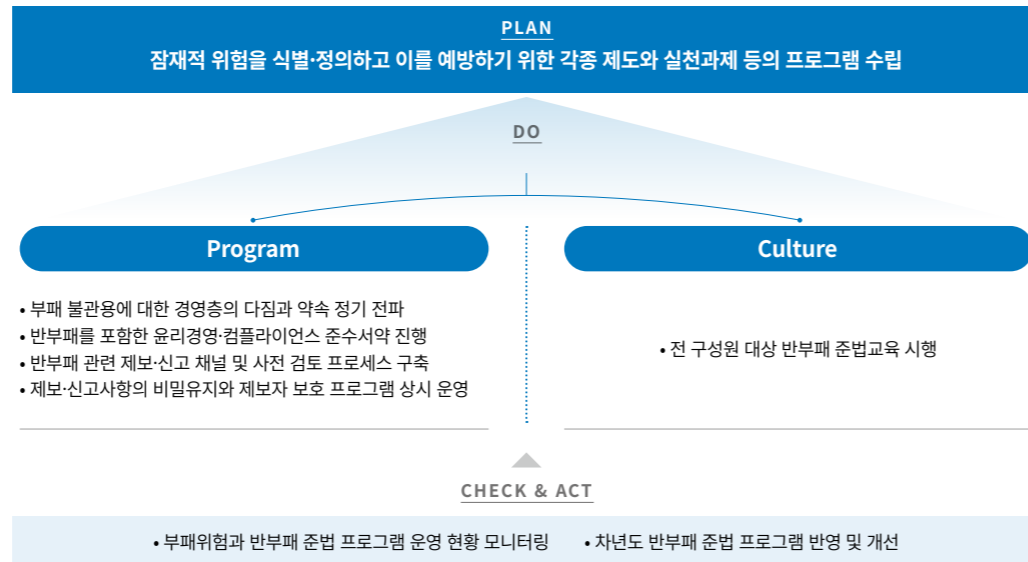 PLAN
잠재적 위험을 식별·정의하고 이를 예방하기 위한 각종 제도와 실천과제 등의 프로그램 수립
DO
Program
• 부패 불관용에 대한 경영층의 다짐과 약속 정기 전파
• 반부패를 포함한 윤리경영·컴플라이언스 준수서약 진행
• 반부패 관련 제보·신고 채널 및 사전 검토 프로세스 구축
• 제보·신고사항의 비밀유지와 제보자 보호 프로그램 상시 운영
Culture
• 전 구성원 대상 반부패 준법교육 시행
CHECK & ACT
• 부패위험과 반부패 준법 프로그램 운영 현황 모니터링
• 차년도 반부패 준법 프로그램 반영 및 개선